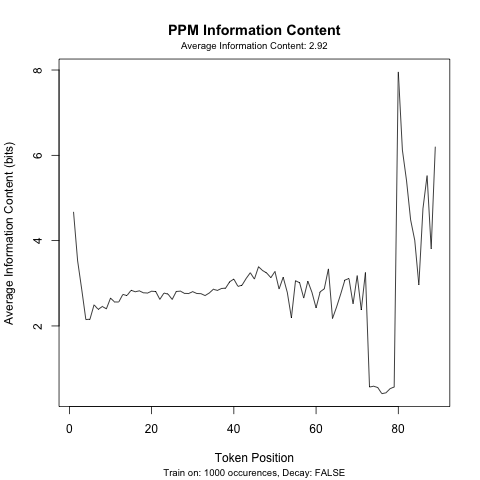 PPM Information Content
Average Information Content: 2.92
Average Information Content (bits)
8
6
4
2
0 20 40 60 80
Token Position
Train on: 1000 occurences, Decay: FALSE